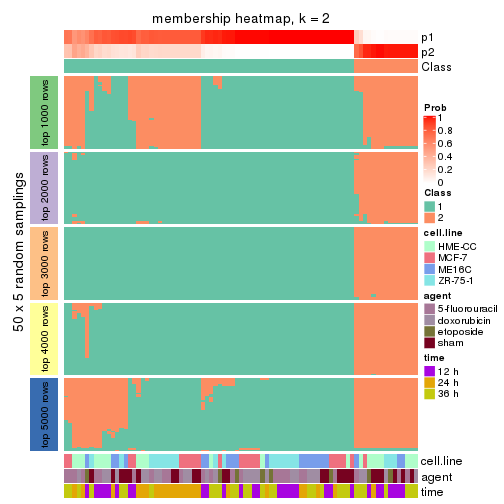 membership heatmap, k = 2
p1
p2
Class
50 x 5 random samplings
top 1000 rows
top 2000 rows
top 3000 rows
top 4000 rows
top 5000 rows
cell.line
agent
time
Prob
1
0.8
0.6
0.4
0.2
0
Class
1
2
cell.line
HME-CC
MCF-7
ME16C
ZR-75-1
agent
5-fluorouracil
doxorubicin
etoposide
sham
time
12 h
24 h
36 h